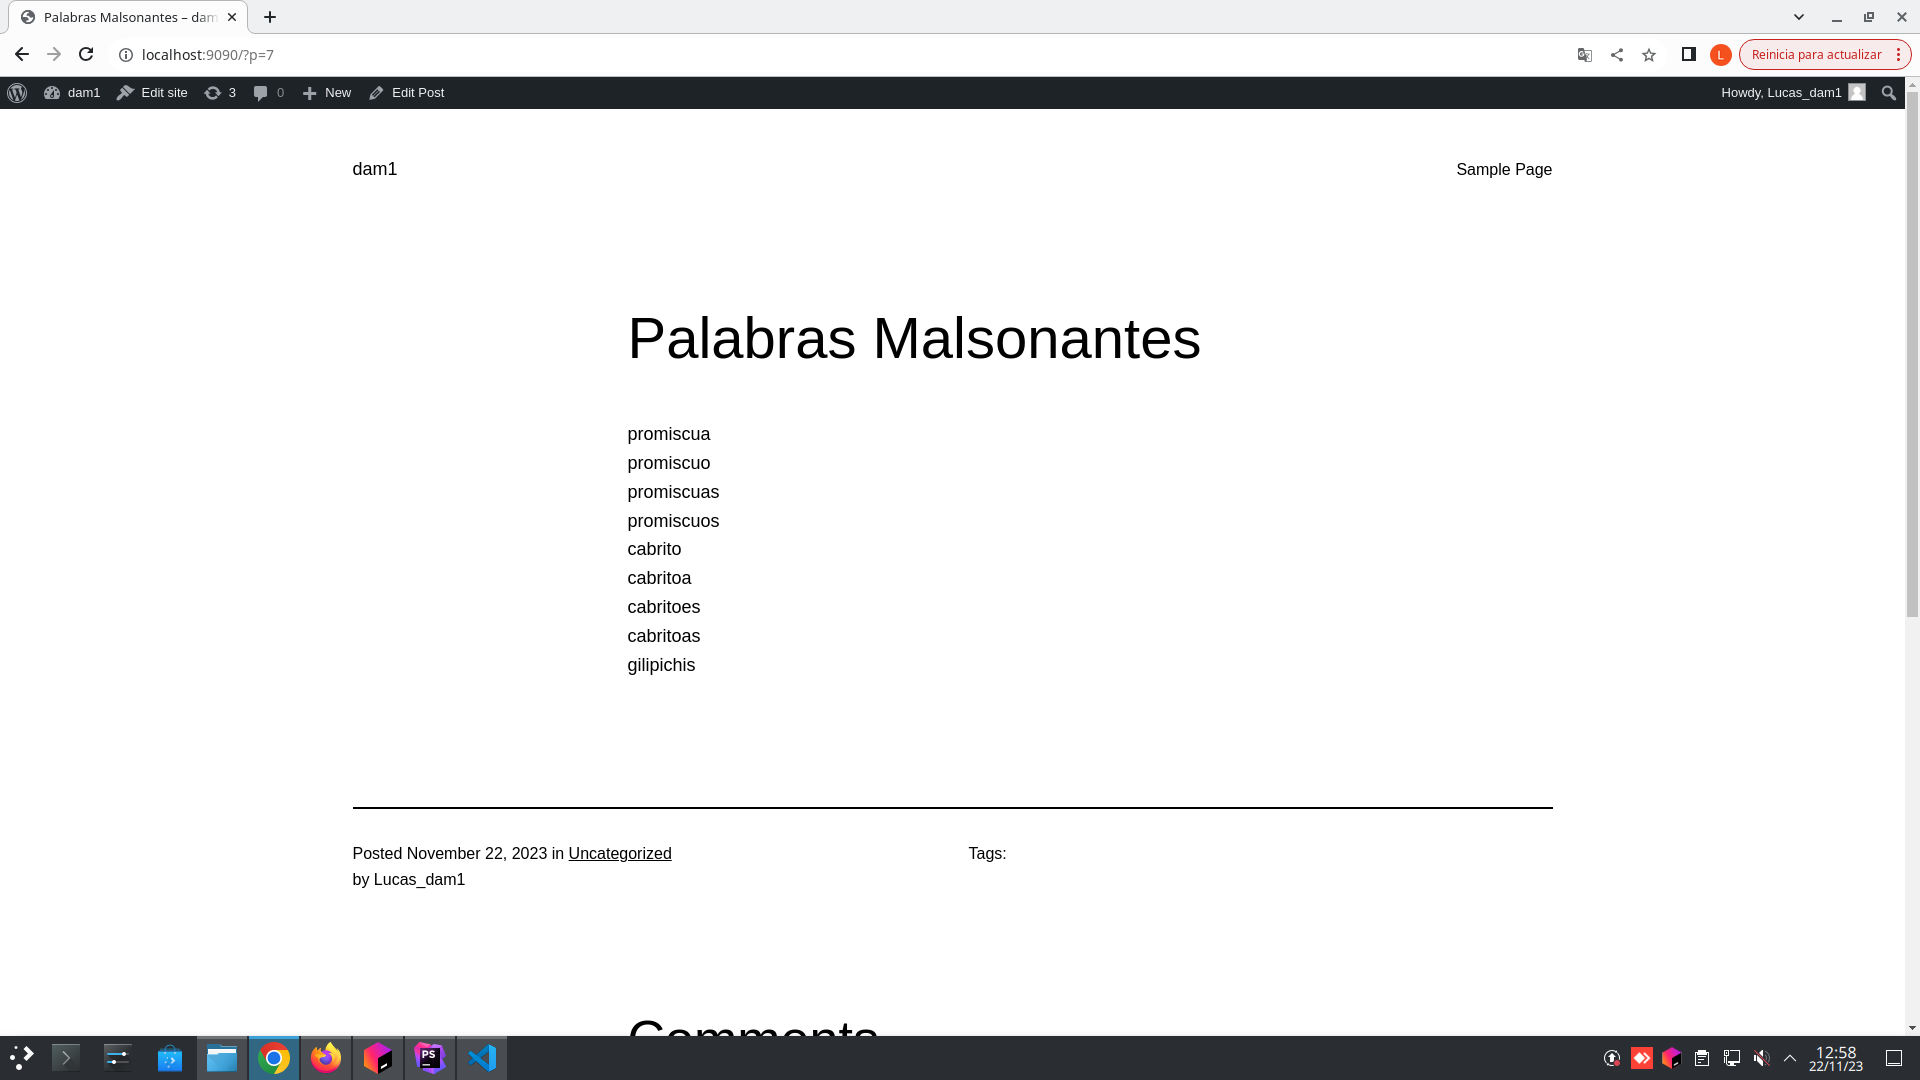 Palabras Malsonantes – dam
localhost:9090/?p=7
L
Reinicia para actualizar
dam1
Edit site
3
0
New
Edit Post
Howdy, Lucas_dam1
dam1
Sample Page
Palabras Malsonantes
promiscua
promiscuo
promiscuas
promiscuos
cabrito
cabritoa
cabritoes
cabritoas
gilipichis
Posted November 22, 2023 in Uncategorized
by Lucas_dam1
Tags:
Comments
PS
12:58
22/11/23